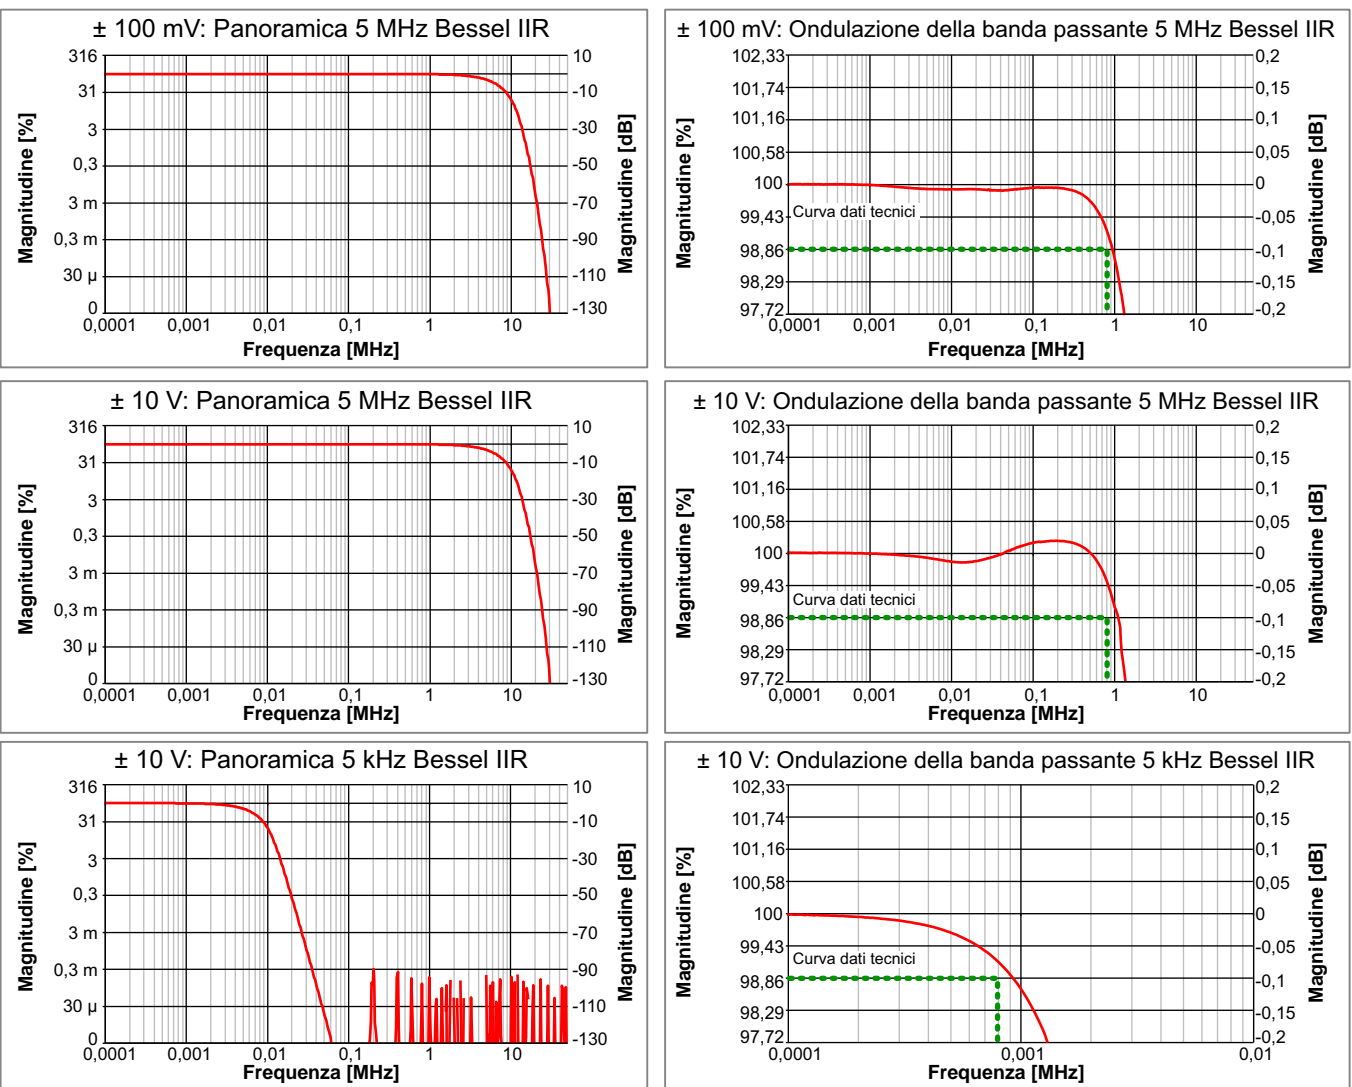 ± 100 mV: Panoramica 5 MHz Bessel IIR
316
31
3
0,3
3 m
0,3 m
30 µ
0
10
-10
-30
-50
-70
-90
-110
-130
0,0001 0,001 0,01 0,1 1 10
Magnitudine [%]
Magnitudine [dB]
Frequenza [MHz]
± 100 mV: Ondulazione della banda passante 5 MHz Bessel IIR
102,33
101,74
101,16
100,58
100
99,43
98,86
98,29
97,72
0,2
0,15
0,1
0,05
0
-0,05
-0,1
-0,15
-0,2
Curva dati tecnici
0,0001 0,001 0,01 0,1 1 10
Magnitudine [%]
Magnitudine [dB]
Frequenza [MHz]
± 10 V: Panoramica 5 MHz Bessel IIR
316
31
3
0,3
3 m
0,3 m
30 µ
0
10
-10
-30
-50
-70
-90
-110
-130
0,0001 0,001 0,01 0,1 1 10
Magnitudine [%]
Magnitudine [dB]
Frequenza [MHz]
± 10 V: Ondulazione della banda passante 5 MHz Bessel IIR
102,33
101,74
101,16
100,58
100
99,43
98,86
98,29
97,72
0,2
0,15
0,1
0,05
0
-0,05
-0,1
-0,15
-0,2
Curva dati tecnici
0,0001 0,001 0,01 0,1 1 10
Magnitudine [%]
Magnitudine [dB]
Frequenza [MHz]
± 10 V: Panoramica 5 kHz Bessel IIR
316
31
3
0,3
3 m
0,3 m
30 µ
0
10
-10
-30
-50
-70
-90
-110
-130
0,0001 0,001 0,01 0,1 1 10
Magnitudine [%]
Magnitudine [dB]
Frequenza [MHz]
± 10 V: Ondulazione della banda passante 5 kHz Bessel IIR
102,33
101,74
101,16
100,58
100
99,43
98,86
98,29
97,72
0,2
0,15
0,1
0,05
0
-0,05
-0,1
-0,15
-0,2
Curva dati tecnici
0,0001 0,001 0,01
Magnitudine [%]
Magnitudine [dB]
Frequenza [MHz]